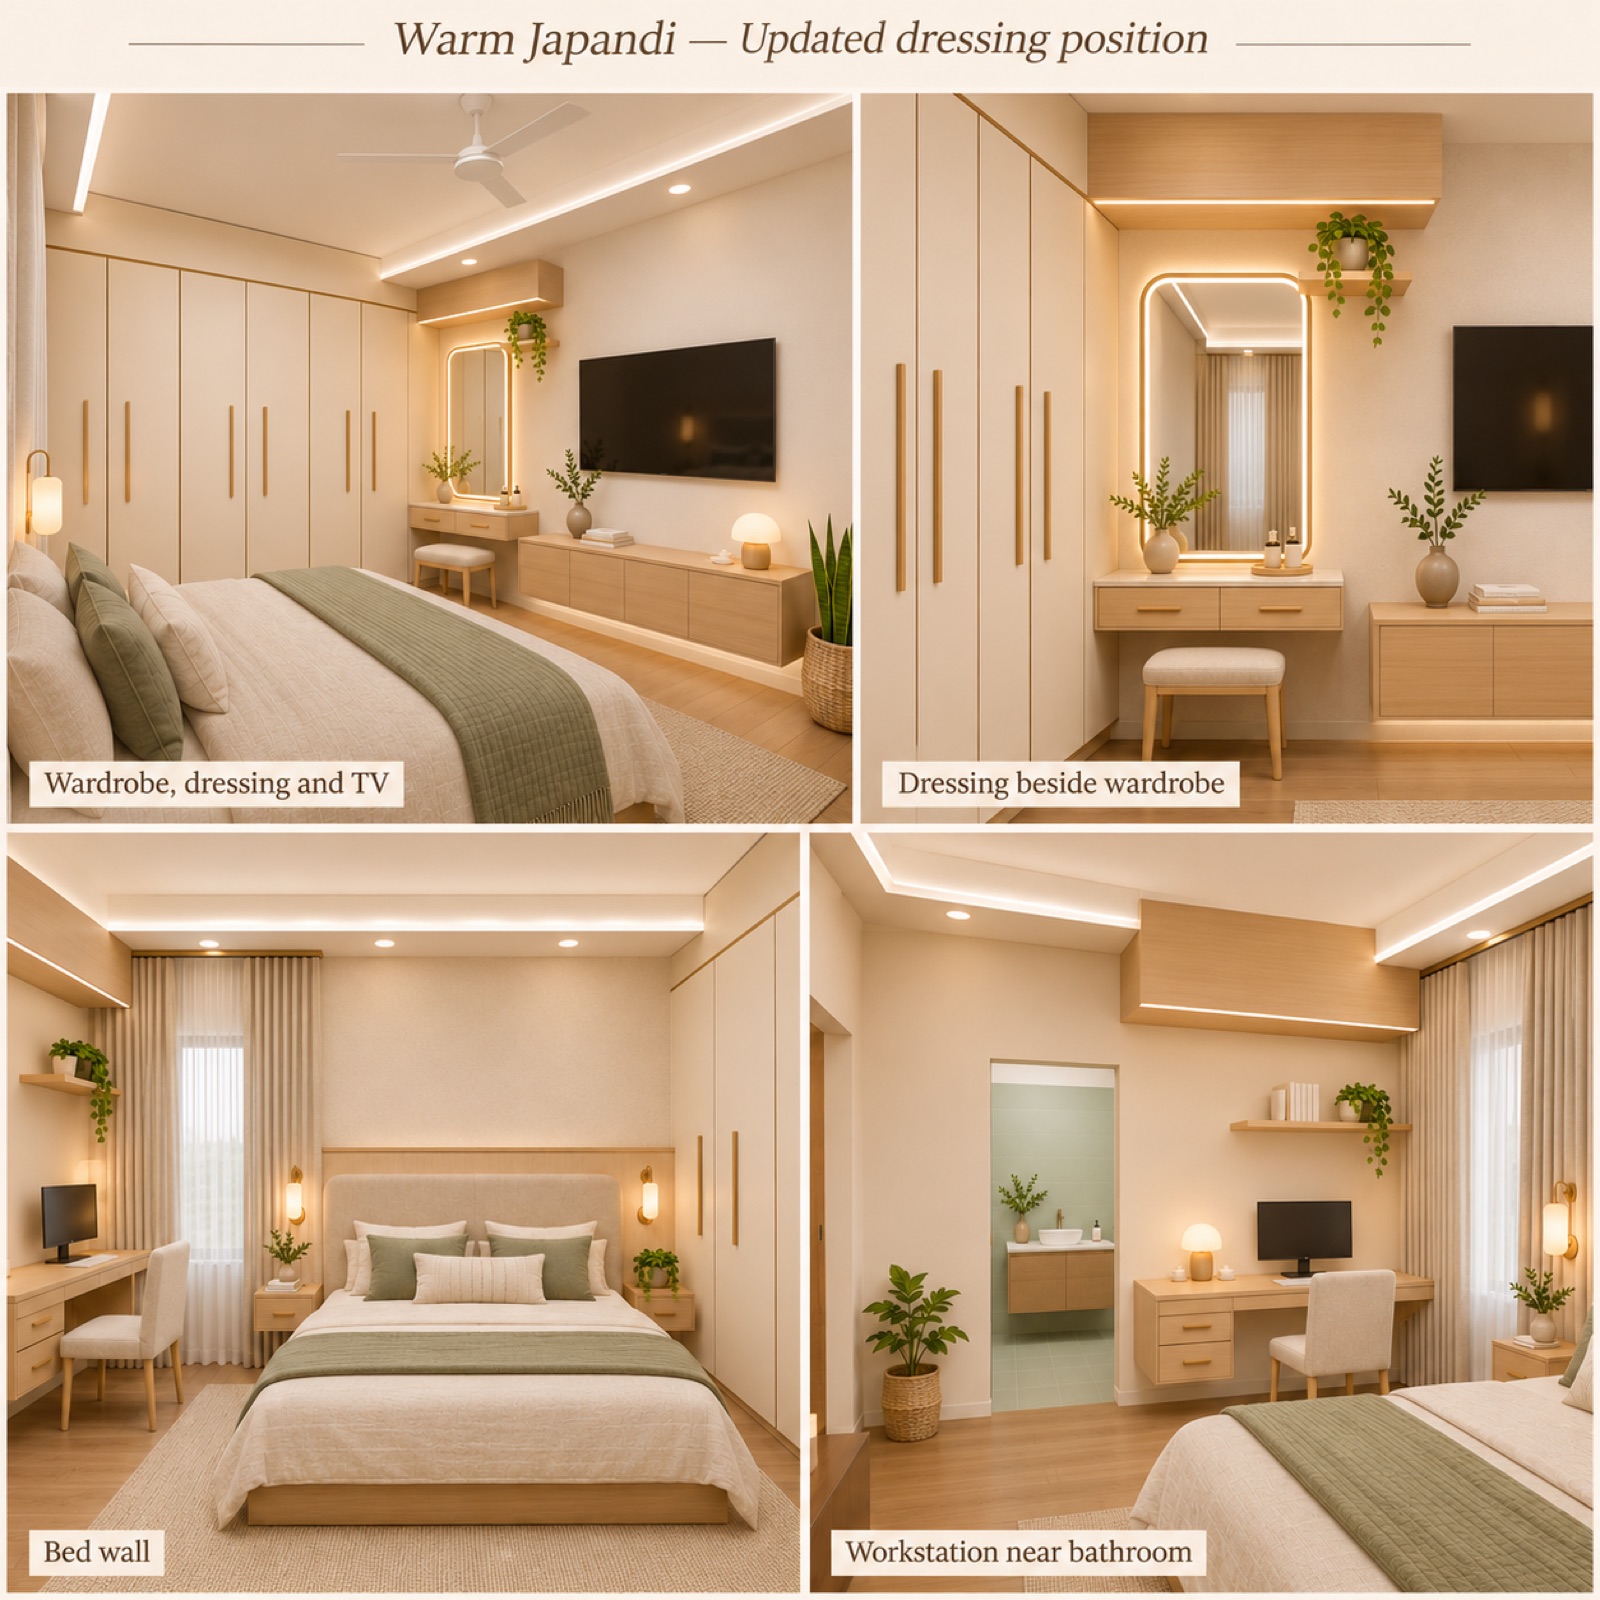 Warm Japandi — Updated dressing position
Wardrobe, dressing and TV
Dressing beside wardrobe
Bed wall
Workstation near bathroom